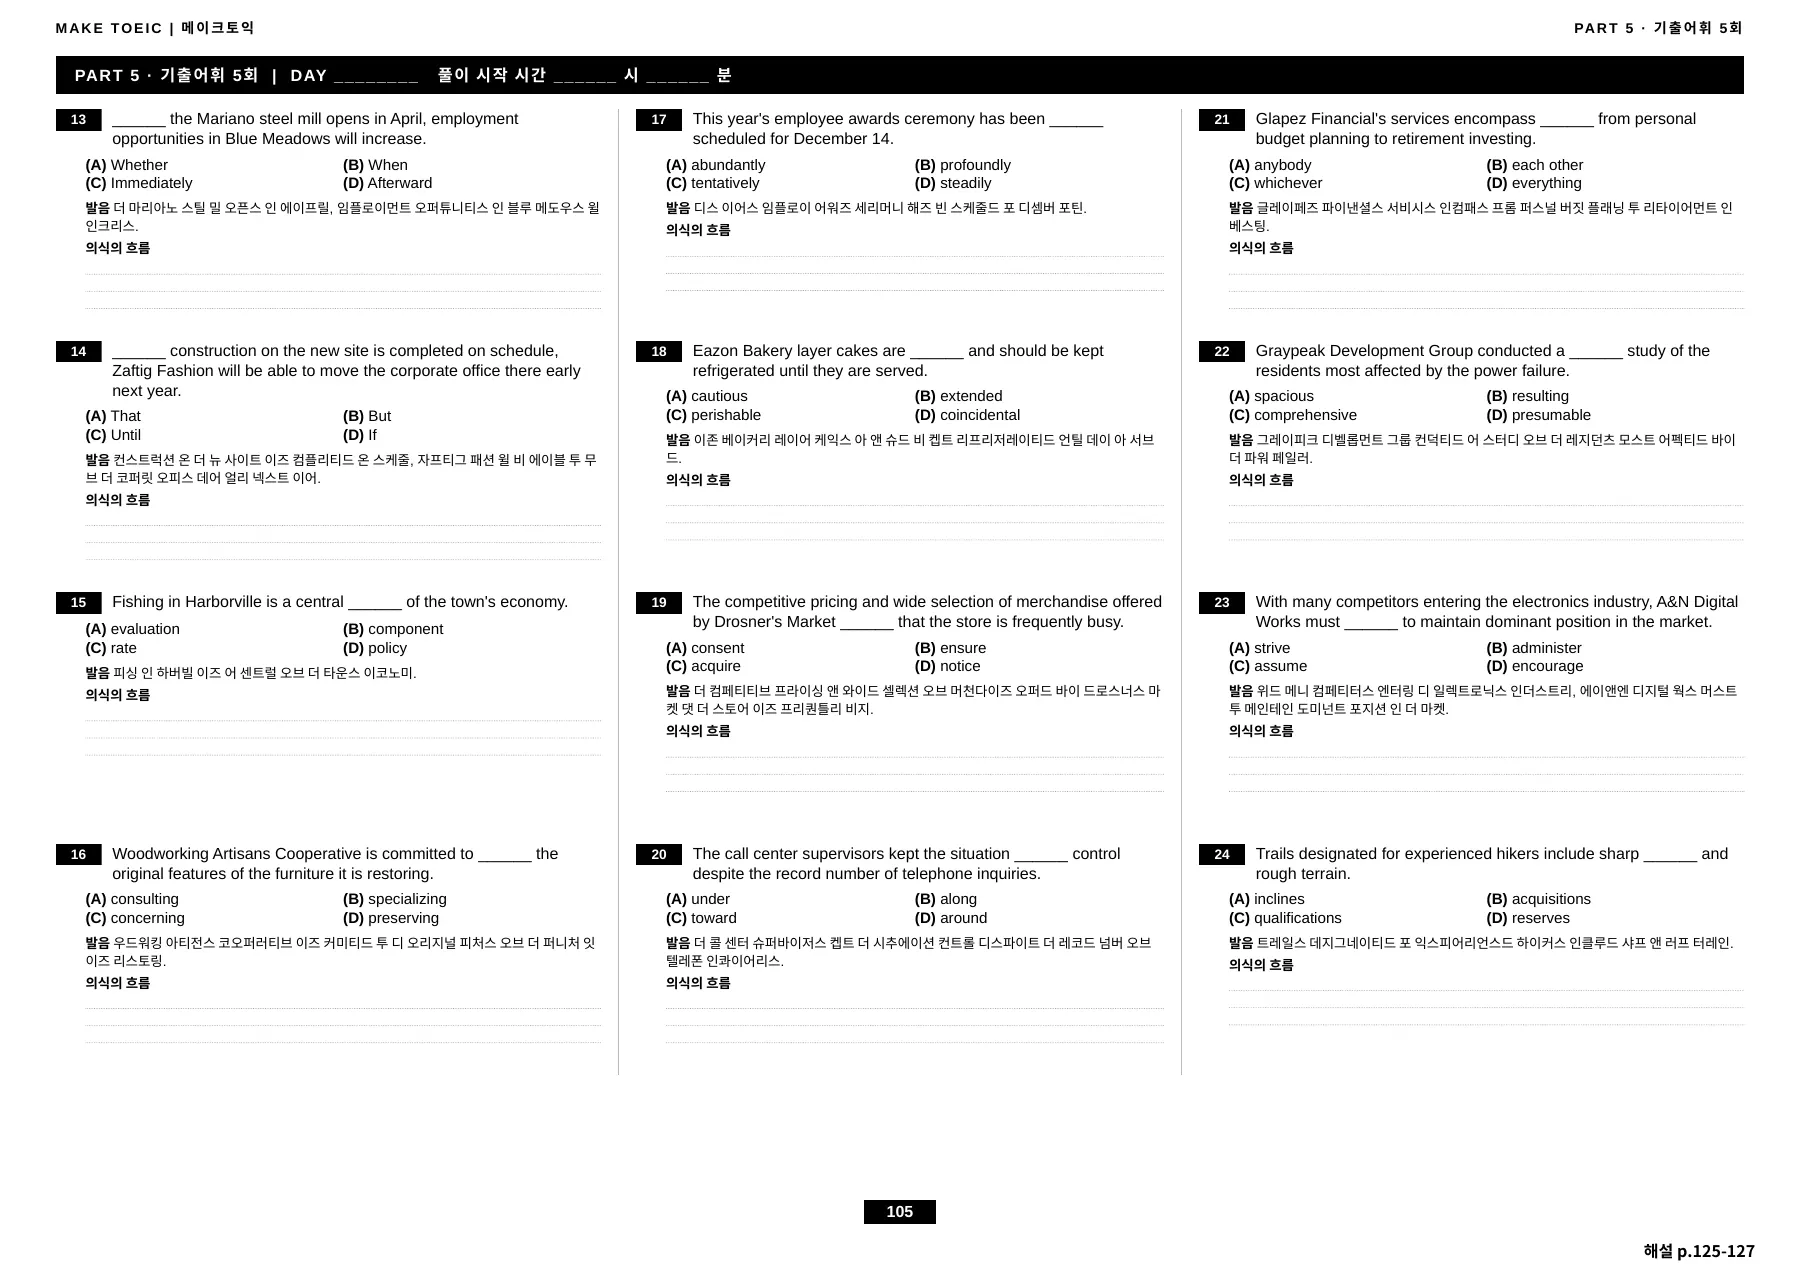 MAKE TOEIC | 메이크토익
PART 5 · 기출어휘 5회
PART 5 · 기출어휘 5회 | DAY ________ 풀이 시작 시간 ______ 시 ______ 분
13 ______ the Mariano steel mill opens in April, employment
opportunities in Blue Meadows will increase.
(A) Whether (B) When
(C) Immediately (D) Afterward
발음 더 마리아노 스틸 밀 오픈스 인 에이프릴, 임플로이먼트 오퍼튜니티스 인 블루 메도우스 윌
인크리스.
의식의 흐름
14 ______ construction on the new site is completed on schedule,
Zaftig Fashion will be able to move the corporate office there early
next year.
(A) That (B) But
(C) Until (D) If
발음 컨스트럭션 온 더 뉴 사이트 이즈 컴플리티드 온 스케줄, 자프티그 패션 윌 비 에이블 투 무
브 더 코퍼릿 오피스 데어 얼리 넥스트 이어.
의식의 흐름
15 Fishing in Harborville is a central ______ of the town's economy.
(A) evaluation (B) component
(C) rate (D) policy
발음 피싱 인 하버빌 이즈 어 센트럴 오브 더 타운스 이코노미.
의식의 흐름
16 Woodworking Artisans Cooperative is committed to ______ the
original features of the furniture it is restoring.
(A) consulting (B) specializing
(C) concerning (D) preserving
발음 우드워킹 아티전스 코오퍼러티브 이즈 커미티드 투 디 오리지널 피처스 오브 더 퍼니처 잇
이즈 리스토링.
의식의 흐름
17 This year's employee awards ceremony has been ______
scheduled for December 14.
(A) abundantly (B) profoundly
(C) tentatively (D) steadily
발음 디스 이어스 임플로이 어워즈 세리머니 해즈 빈 스케줄드 포 디셈버 포틴.
의식의 흐름
18 Eazon Bakery layer cakes are ______ and should be kept
refrigerated until they are served.
(A) cautious (B) extended
(C) perishable (D) coincidental
발음 이존 베이커리 레이어 케익스 아 앤 슈드 비 켑트 리프리저레이티드 언틸 데이 아 서브
드.
의식의 흐름
19 The competitive pricing and wide selection of merchandise offered
by Drosner's Market ______ that the store is frequently busy.
(A) consent (B) ensure
(C) acquire (D) notice
발음 더 컴페티티브 프라이싱 앤 와이드 셀렉션 오브 머천다이즈 오퍼드 바이 드로스너스 마
켓 댓 더 스토어 이즈 프리퀀틀리 비지.
의식의 흐름
20 The call center supervisors kept the situation ______ control
despite the record number of telephone inquiries.
(A) under (B) along
(C) toward (D) around
발음 더 콜 센터 슈퍼바이저스 켑트 더 시추에이션 컨트롤 디스파이트 더 레코드 넘버 오브
텔레폰 인콰이어리스.
의식의 흐름
21 Glapez Financial's services encompass ______ from personal
budget planning to retirement investing.
(A) anybody (B) each other
(C) whichever (D) everything
발음 글레이페즈 파이낸셜스 서비시스 인컴패스 프롬 퍼스널 버짓 플래닝 투 리타이어먼트 인
베스팅.
의식의 흐름
22 Graypeak Development Group conducted a ______ study of the
residents most affected by the power failure.
(A) spacious (B) resulting
(C) comprehensive (D) presumable
발음 그레이피크 디벨롭먼트 그룹 컨덕티드 어 스터디 오브 더 레지던츠 모스트 어펙티드 바이
더 파워 페일러.
의식의 흐름
23 With many competitors entering the electronics industry, A&N Digital
Works must ______ to maintain dominant position in the market.
(A) strive (B) administer
(C) assume (D) encourage
발음 위드 메니 컴페티터스 엔터링 디 일렉트로닉스 인더스트리, 에이앤엔 디지털 웍스 머스트
투 메인테인 도미넌트 포지션 인 더 마켓.
의식의 흐름
24 Trails designated for experienced hikers include sharp ______ and
rough terrain.
(A) inclines (B) acquisitions
(C) qualifications (D) reserves
발음 트레일스 데지그네이티드 포 익스피어리언스드 하이커스 인클루드 샤프 앤 러프 터레인.
의식의 흐름
105
해설 p.125-127